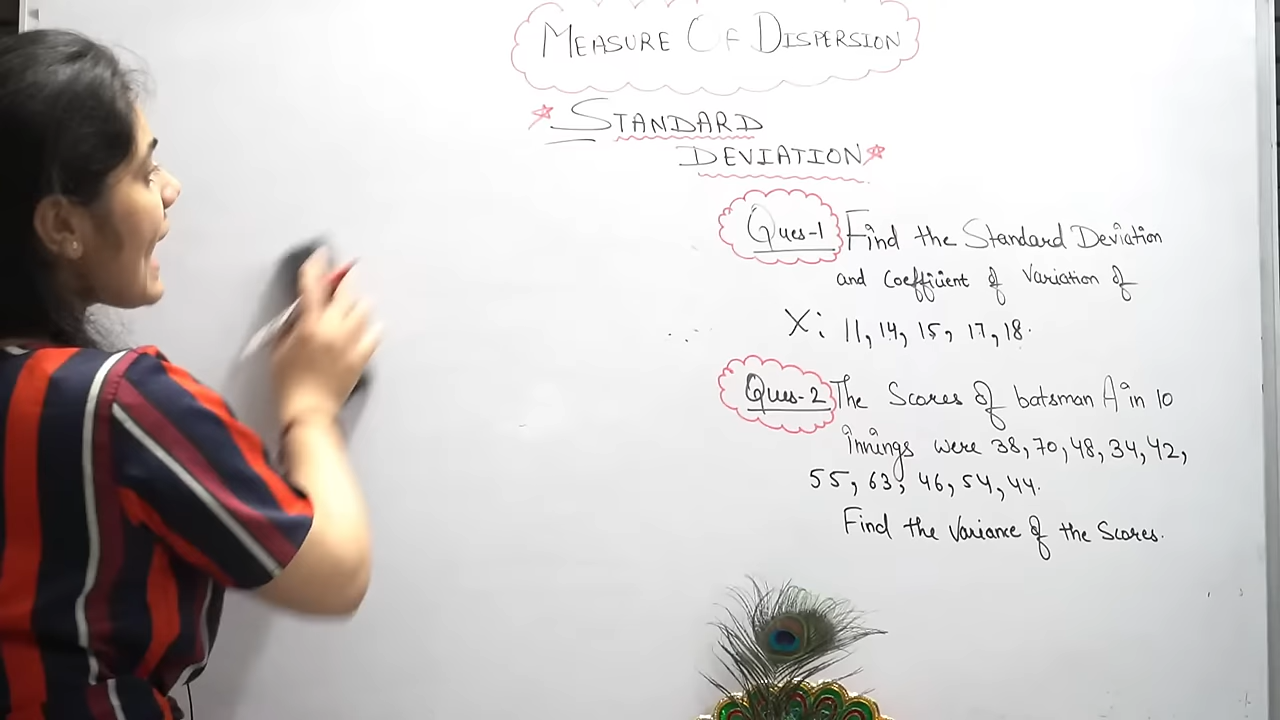 MEASURE OF DISPERSION
STANDARD
DEVIATION
Ques-1 Find the Standard Deviation
and Coefficient of Variation of
X: 11, 14, 15, 17, 18.
Ques-2 The Scores of batsman A in 10
innings were 38, 70, 48, 34, 42,
55, 63, 46, 54, 44.
Find the Variance of the Scores.